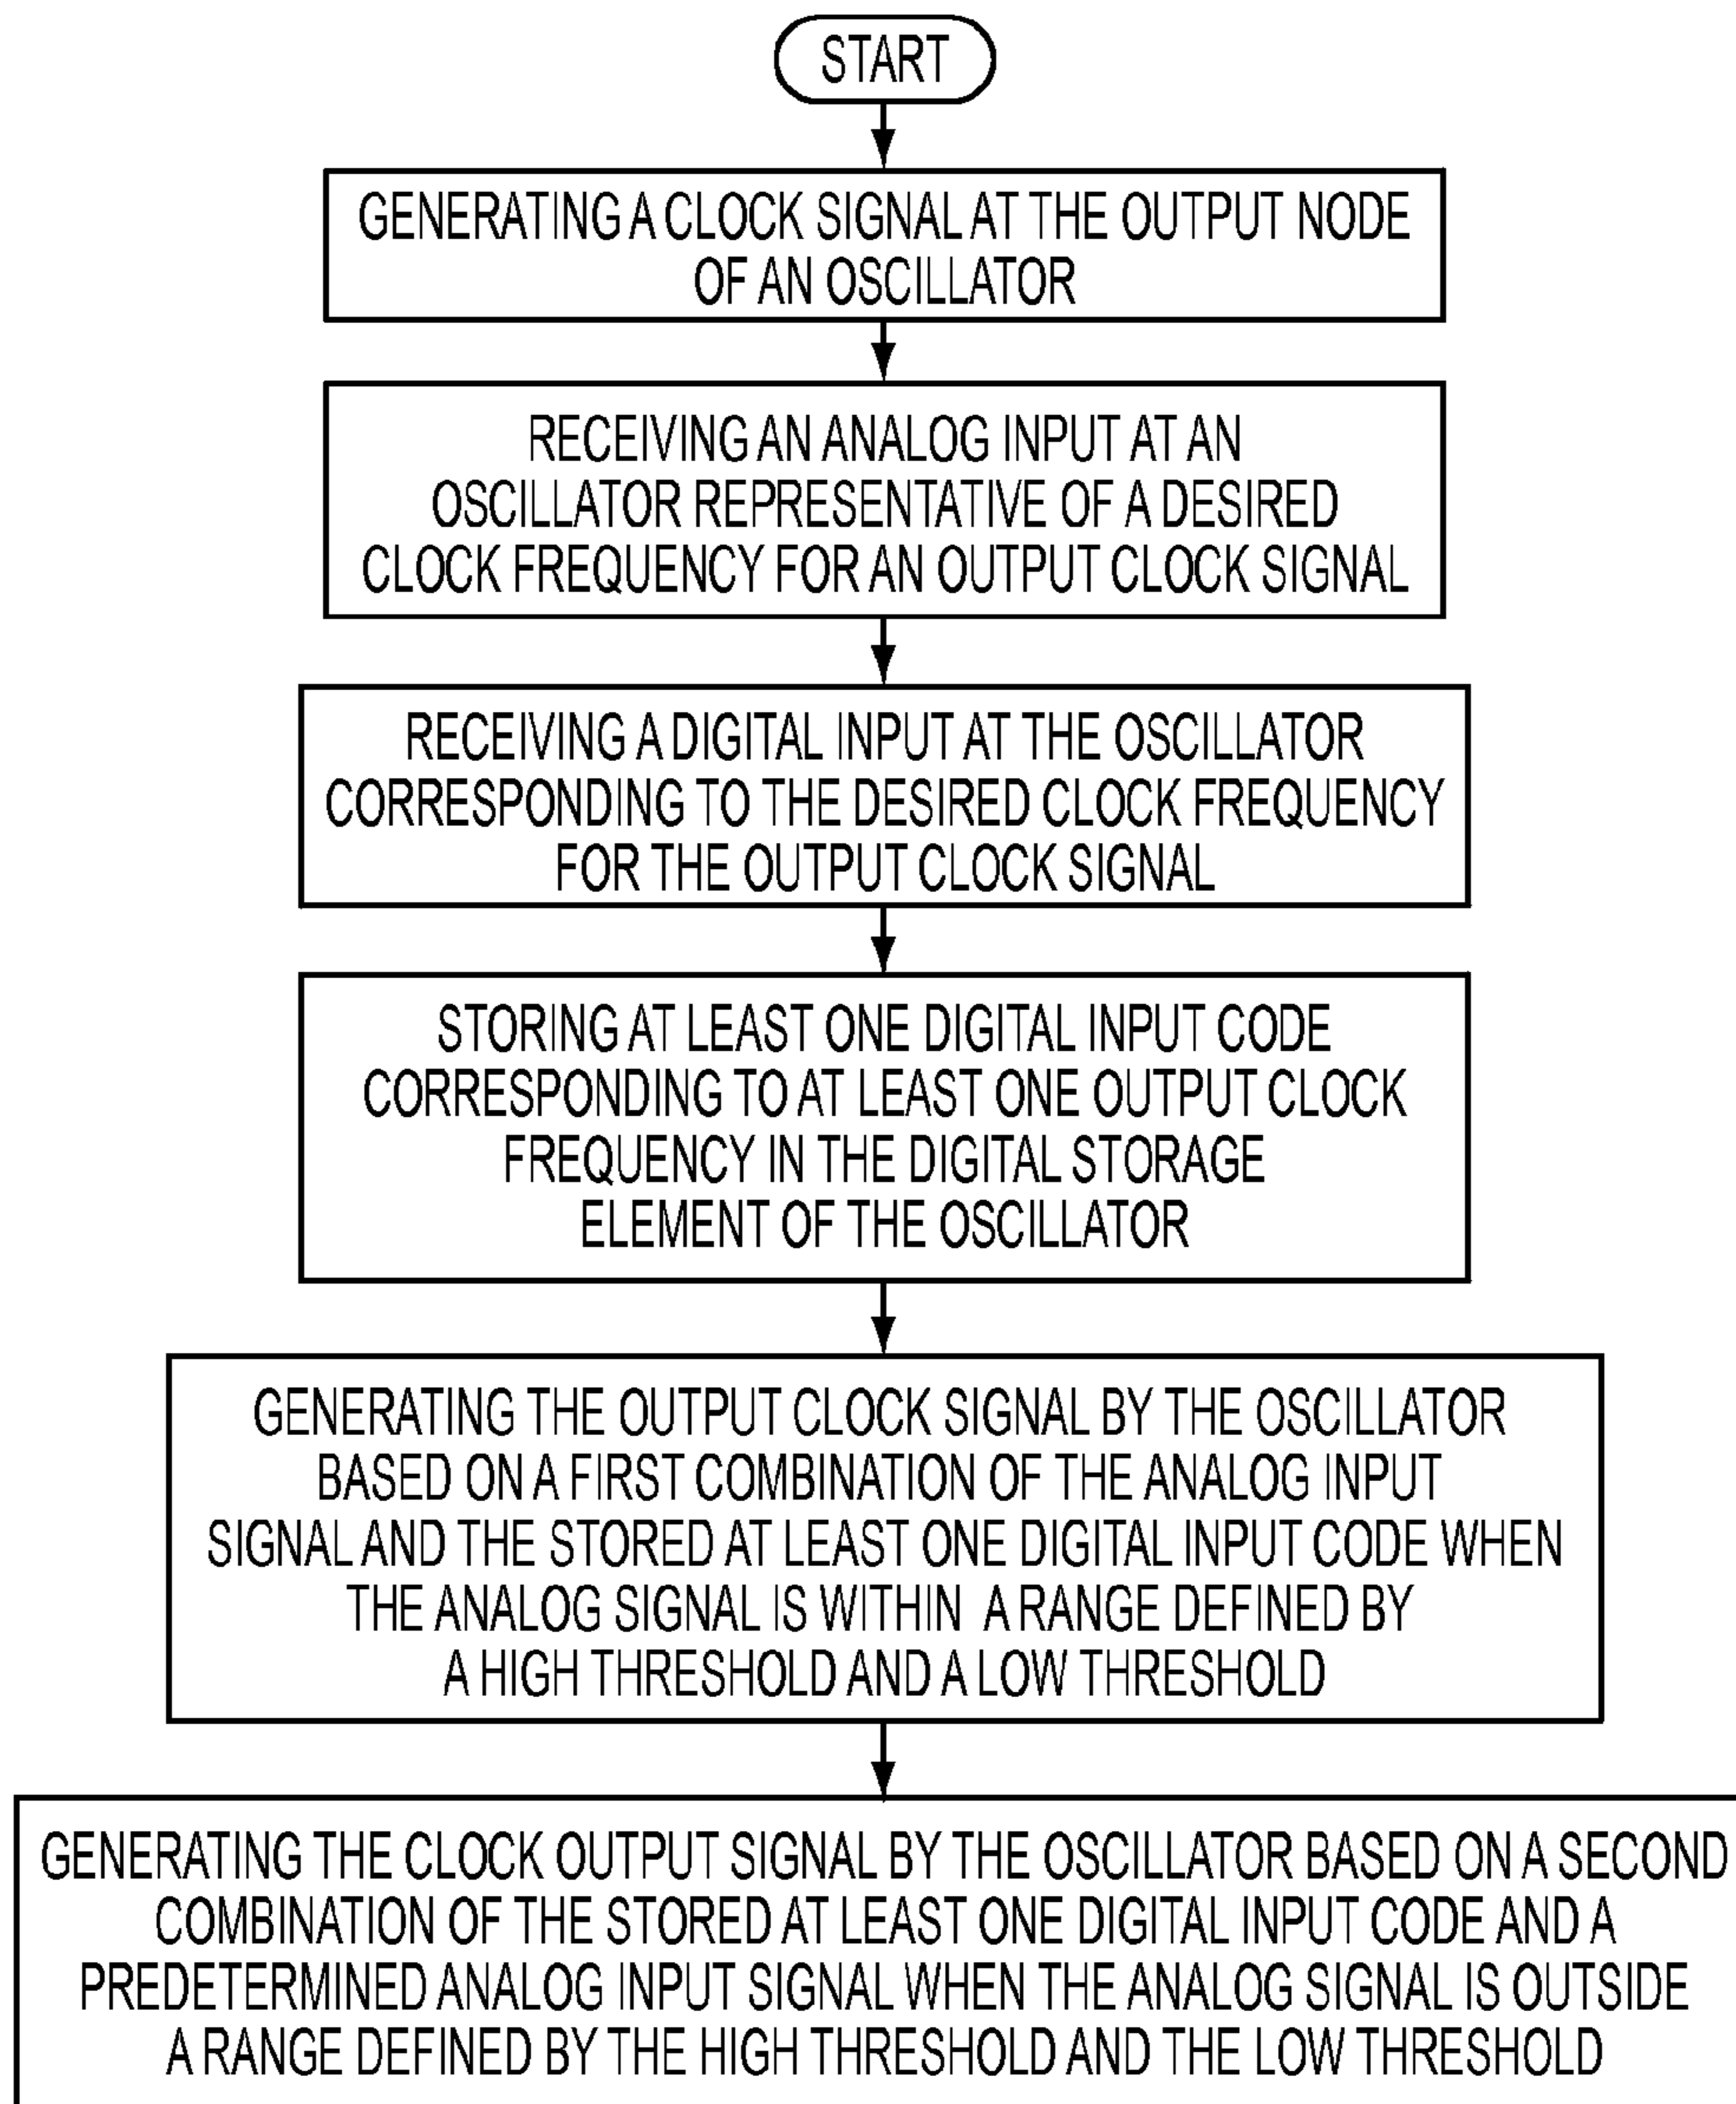 START
GENERATING A CLOCK SIGNAL AT THE OUTPUT NODE
OF AN OSCILLATOR
RECEIVING AN ANALOG INPUT AT AN
OSCILLATOR REPRESENTATIVE OF A DESIRED
CLOCK FREQUENCY FOR AN OUTPUT CLOCK SIGNAL
RECEIVING A DIGITAL INPUT AT THE OSCILLATOR
CORRESPONDING TO THE DESIRED CLOCK FREQUENCY
FOR THE OUTPUT CLOCK SIGNAL
STORING AT LEAST ONE DIGITAL INPUT CODE
CORRESPONDING TO AT LEAST ONE OUTPUT CLOCK
FREQUENCY IN THE DIGITAL STORAGE
ELEMENT OF THE OSCILLATOR
GENERATING THE OUTPUT CLOCK SIGNAL BY THE OSCILLATOR
BASED ON A FIRST COMBINATION OF THE ANALOG INPUT
SIGNAL AND THE STORED AT LEAST ONE DIGITAL INPUT CODE WHEN
THE ANALOG SIGNAL IS WITHIN A RANGE DEFINED BY
A HIGH THRESHOLD AND A LOW THRESHOLD
GENERATING THE CLOCK OUTPUT SIGNAL BY THE OSCILLATOR BASED ON A SECOND
COMBINATION OF THE STORED AT LEAST ONE DIGITAL INPUT CODE AND A
PREDETERMINED ANALOG INPUT SIGNAL WHEN THE ANALOG SIGNAL IS OUTSIDE
A RANGE DEFINED BY THE HIGH THRESHOLD AND THE LOW THRESHOLD